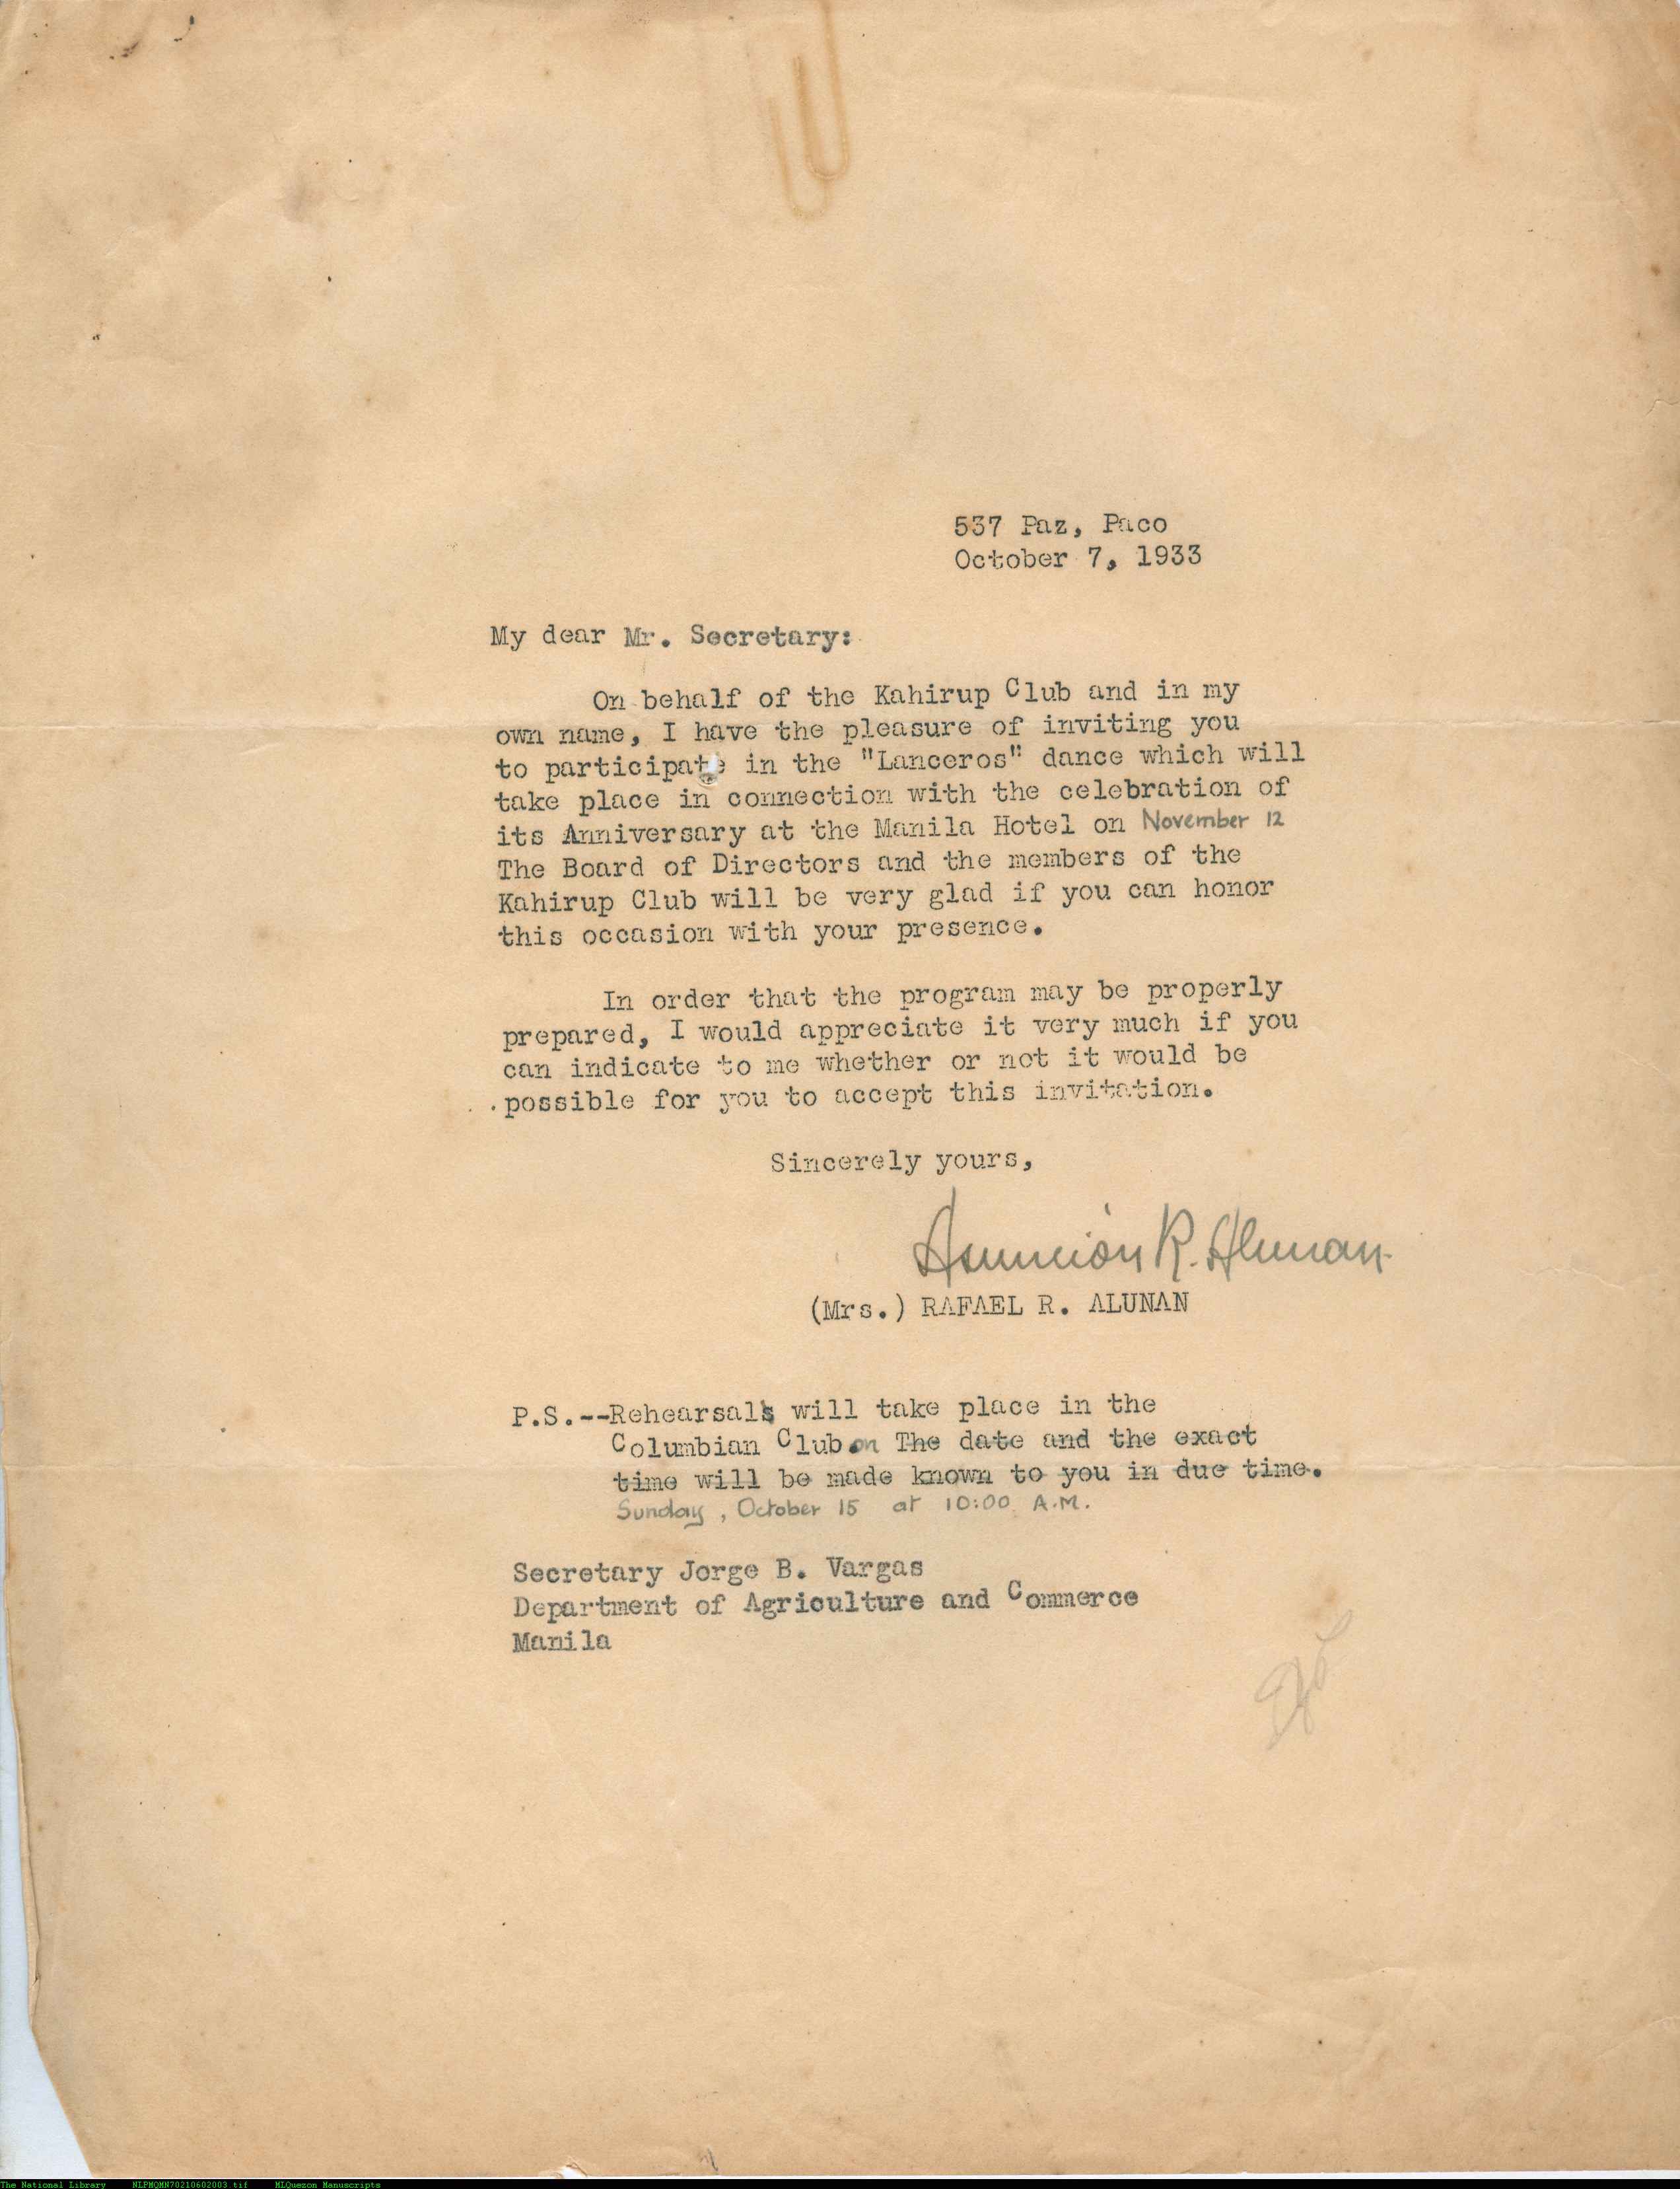 537 Paz, Paco
October 7, 1933
My dear Mr. Secretary:
On behalf of the Kahirup Club and in my
own name, I have the pleasure of inviting you
to participate in the "Lanceros" dance which will
take place in connection with the celebration of
its Anniversary at the Manila Hotel on November 12
The Board of Directors and the members of the
Kahirup Club will be very glad if you can honor
this occasion with your presence.
In order that the program may be properly
prepared, I would appreciate it very much if you
can indicate to me whether or not it would be
possible for you to accept this invitation.
Sincerely yours,
Asunción R. Alunan
(Mrs.) RAFAEL R. ALUNAN
P.S.--Rehearsals will take place in the
Columbian Club on The date and the exact
time will be made known to you in due time.
Sunday, October 15 at 10:00 A.M.
Secretary Jorge B. Vargas
Department of Agriculture and Commerce
Manila
The National Library NLPMQMN70210602003.tif MLQuezon Manuscripts